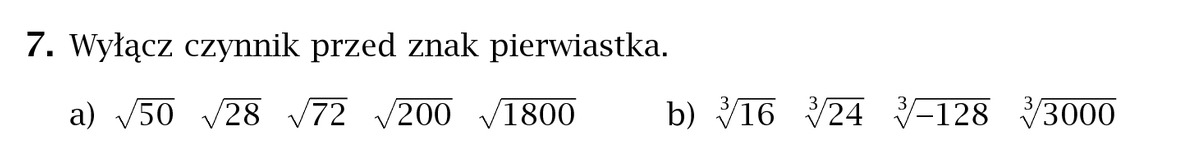 7. Wyłącz czynnik przed znak pierwiastka.
a) √50 √28 √72 √200 √1800 b) ∛16 ∛24 ∛−128 ∛3000